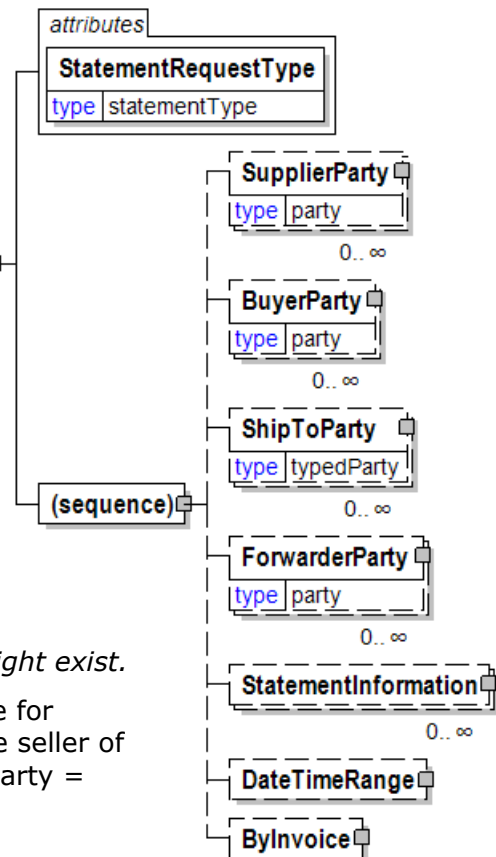 attributes
StatementRequestType
type statementType
SupplierParty
type party
0.. ∞
BuyerParty
type party
0.. ∞
ShipToParty
type typedParty
0.. ∞
(sequence)
ForwarderParty
type party
0.. ∞
ight exist.
StatementInformation
0.. ∞
e for
e seller of
arty =
DateTimeRange
ByInvoice